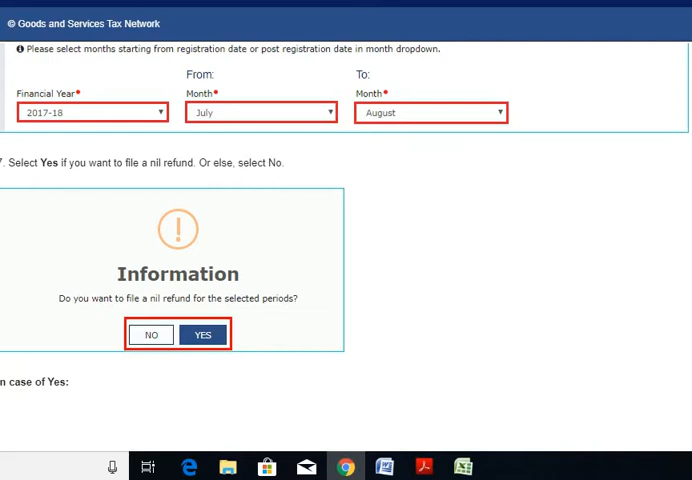 © Goods and Services Tax Network
Please select months starting from registration date or post registration date in month dropdown.
From: To:
Financial Year• Month• Month•
2017-18 July August
7. Select Yes if you want to file a nil refund. Or else, select No.
Information
Do you want to file a nil refund for the selected periods?
NO YES
n case of Yes: